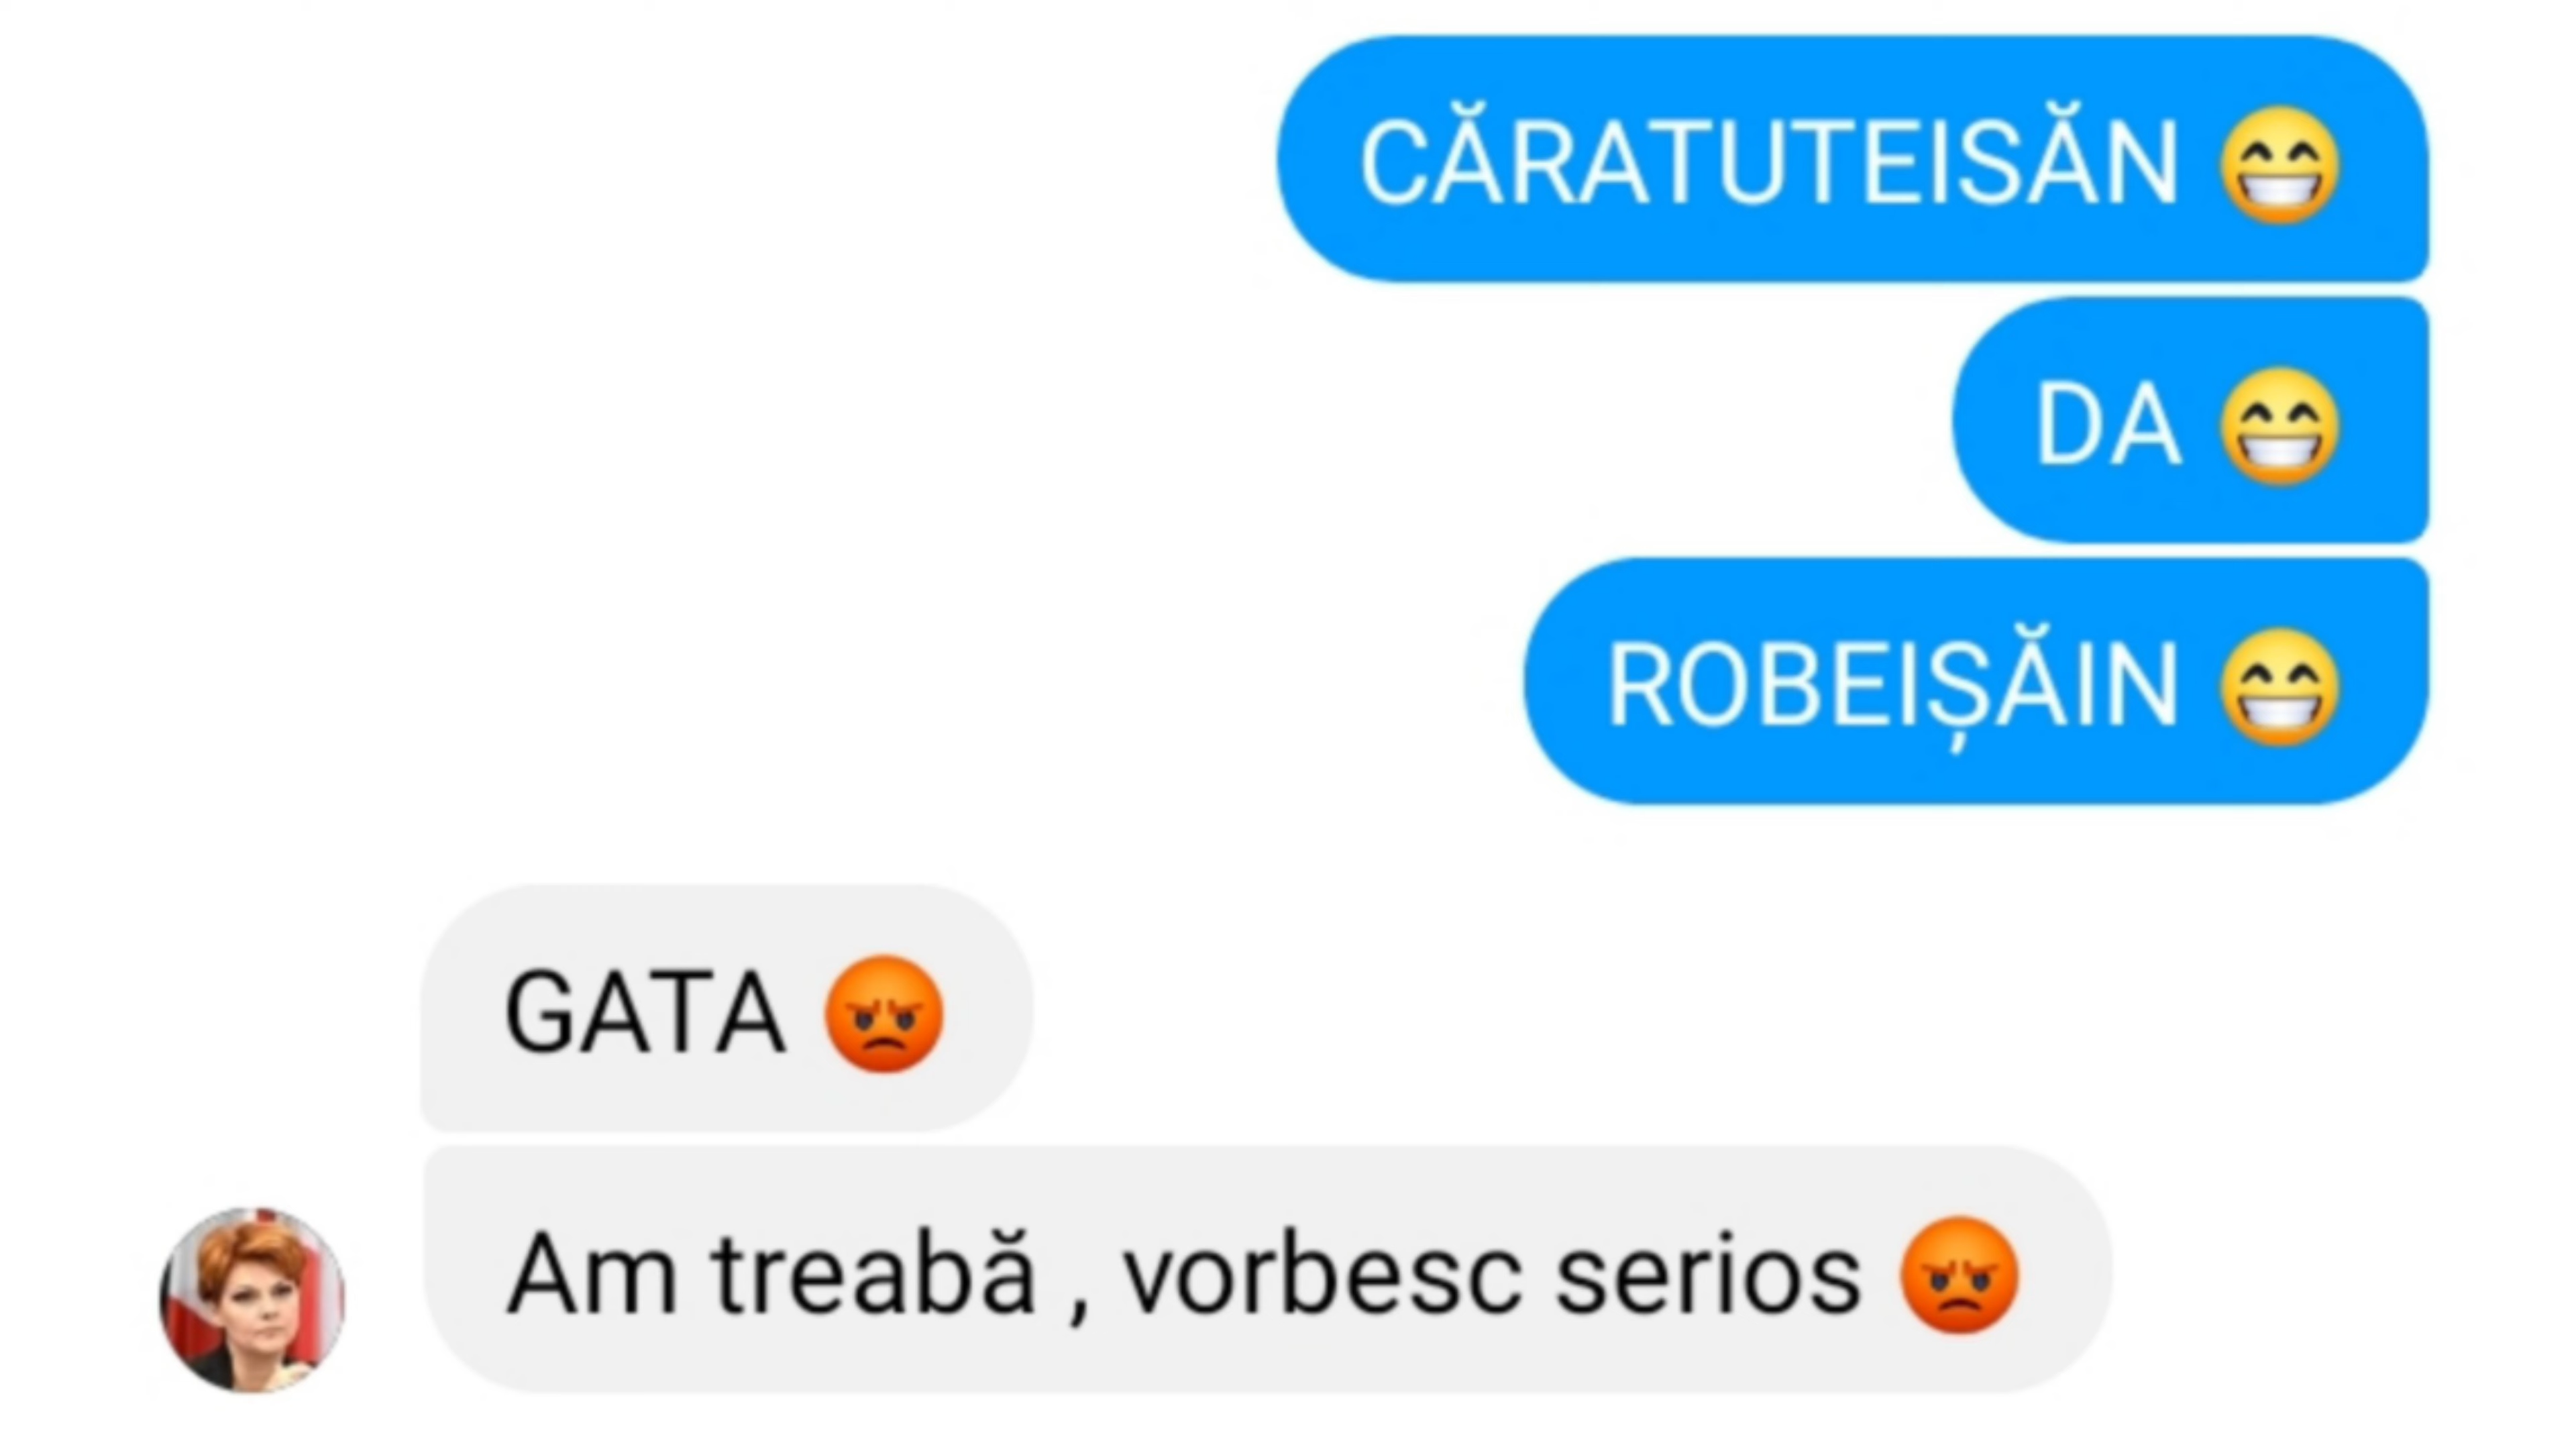 CĂRATUTEISĂN 😁
DA 😁
ROBEIȘĂIN 😁
GATA 😡
Am treabă , vorbesc serios 😡